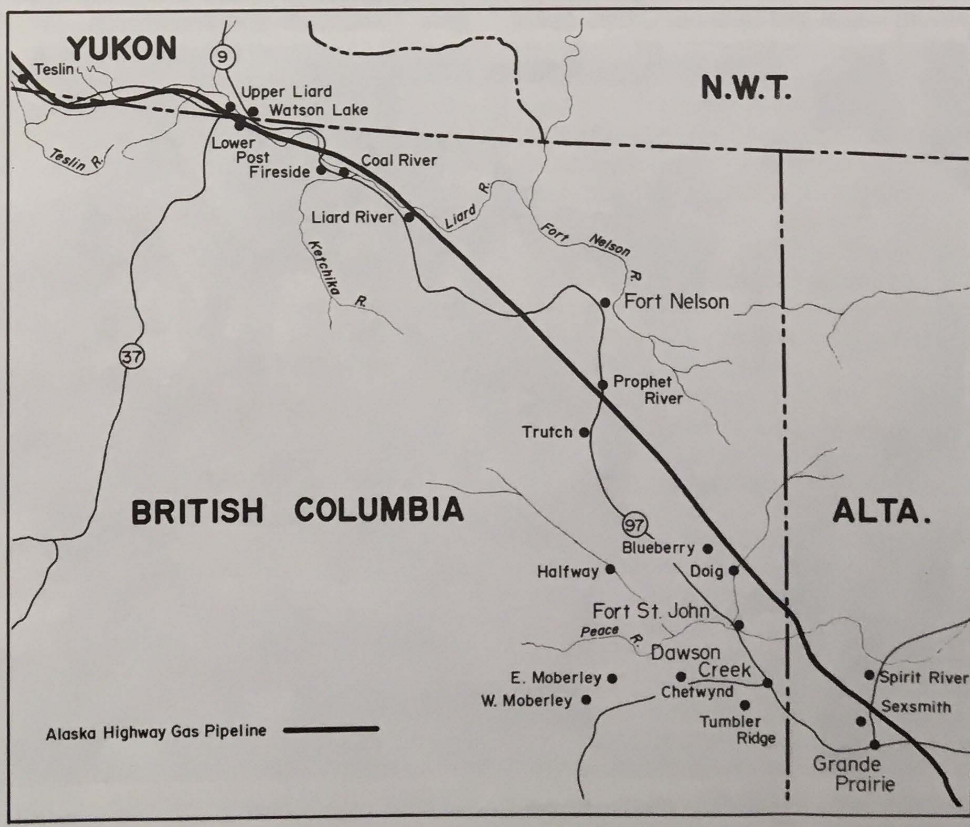 YUKON
9
N.W.T.
Teslin
Upper Liard
Watson Lake
Lower
Post
Teslin R.
Coal River
Fireside
Liard River
Liard R.
Ketchika R.
Fort Nelson R.
Fort Nelson
37
Prophet
River
Trutch
BRITISH COLUMBIA
97
ALTA.
Blueberry
Halfway
Doig
Fort St. John
Peace R.
Dawson
Creek
E. Moberley
Chetwynd
W. Moberley
Tumbler
Ridge
Spirit River
Sexsmith
Grande
Prairie
Alaska Highway Gas Pipeline